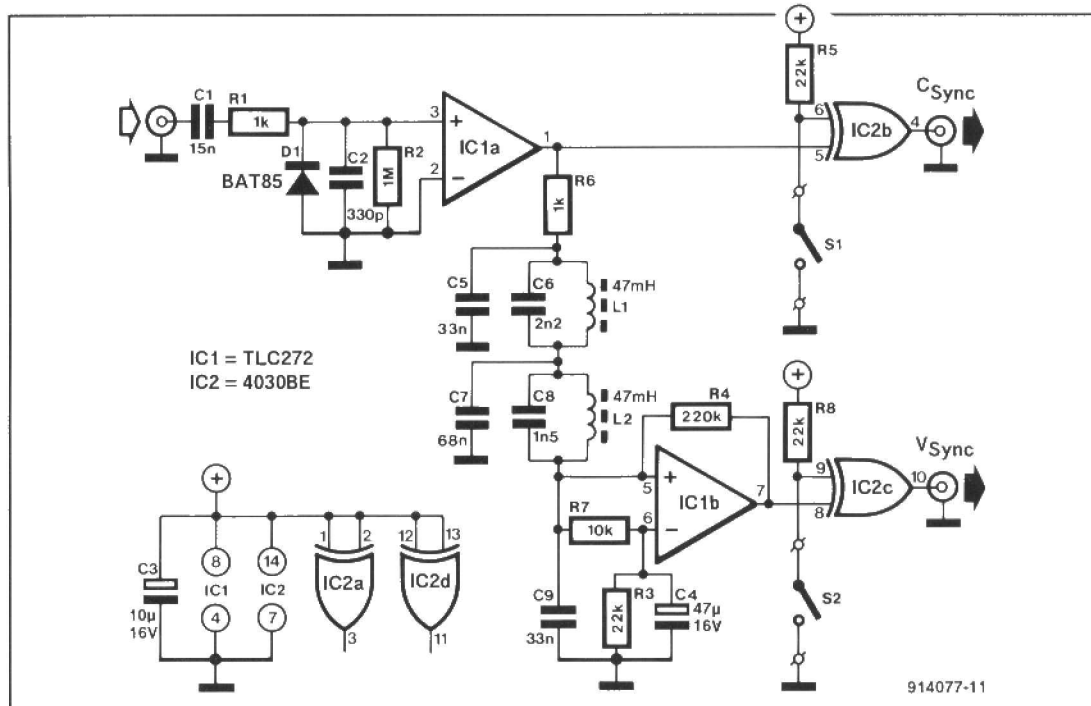 +
R5
22k
C1
15n
R1
1k
D1
BAT85
C2
330p
R2
1M
3
+
2
−
IC1a
1
6
5
IC2b
4
CSync
R6
1k
S1
C5
33n
C6
2n2
47mH
L1
IC1 = TLC272
IC2 = 4030BE
C7
68n
C8
1n5
47mH
L2
R4
220k
+
R8
22k
5
+
6
−
IC1b
7
R7
10k
9
8
IC2c
10
VSync
S2
C9
33n
R3
22k
C4
47µ
16V
+
C3
10µ
16V
8
IC1
4
14
IC2
7
1
2
IC2a
3
12
13
IC2d
11
914077-11